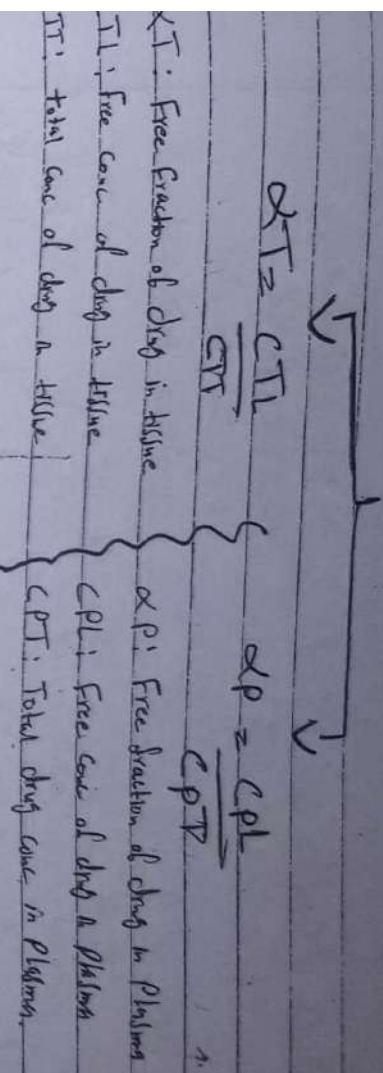 αT = CTL
CTT
αT : Free fraction of drug in tissue
TL : free conc of drug in tissue
TT : total conc of drug n tissue
αp = CpL
CpT
αp : Free fraction of drug in plasma
CPL : Free conc of drug n plasma
CPT : Total drug conc in plasma.